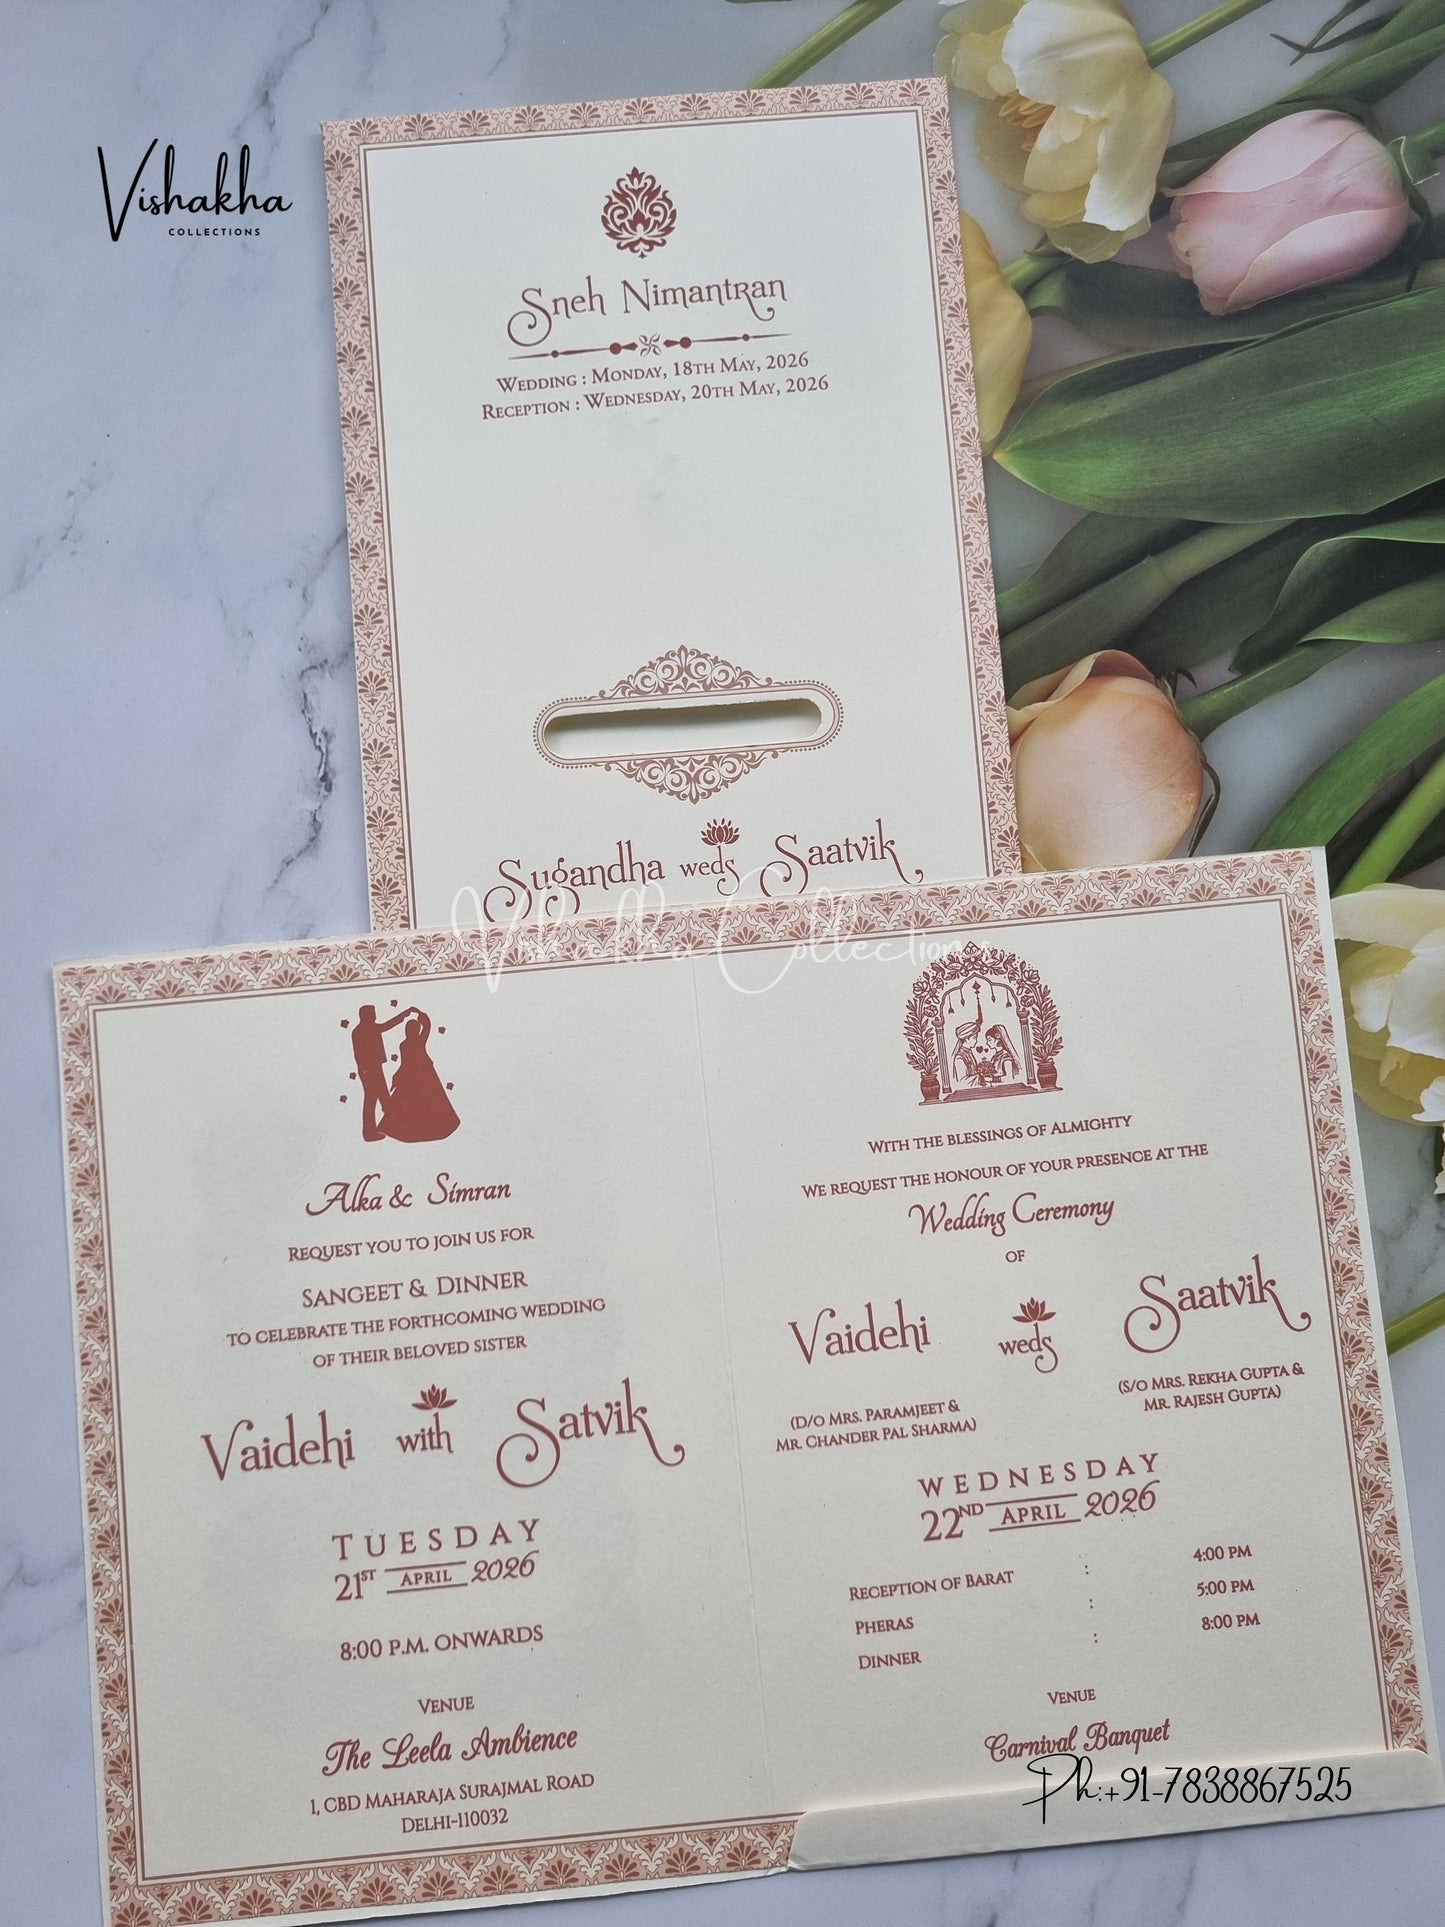 Vishakha
COLLECTIONS
Sneh Nimantran
WEDDING : MONDAY, 18TH MAY, 2026
RECEPTION : WEDNESDAY, 20TH MAY, 2026
Sugandha weds Saatvik
Vishakha Collections
Alka & Simran
REQUEST YOU TO JOIN US FOR
SANGEET & DINNER
TO CELEBRATE THE FORTHCOMING WEDDING
OF THEIR BELOVED SISTER
Vaidehi with Satvik
TUESDAY
21ST APRIL 2026
8:00 P.M. ONWARDS
VENUE
The Leela Ambience
1, CBD MAHARAJA SURAJMAL ROAD
DELHI-110032
WITH THE BLESSINGS OF ALMIGHTY
WE REQUEST THE HONOUR OF YOUR PRESENCE AT THE
Wedding Ceremony
OF
Vaidehi weds Saatvik
(D/O MRS. PARAMJEET &
MR. CHANDER PAL SHARMA)
(S/O MRS. REKHA GUPTA &
MR. RAJESH GUPTA)
WEDNESDAY
22ND APRIL 2026
RECEPTION OF BARAT : 4:00 PM
PHERAS : 5:00 PM
DINNER : 8:00 PM
VENUE
Carnival Banquet
Ph:+91-7838867525